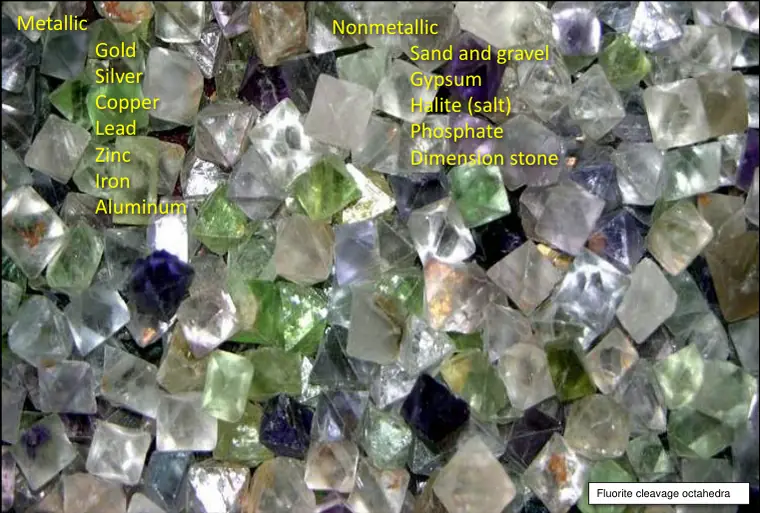 Metallic
Gold
Silver
Copper
Lead
Zinc
Iron
Aluminum
Nonmetallic
Sand and gravel
Gypsum
Halite (salt)
Phosphate
Dimension stone
Fluorite cleavage octahedra